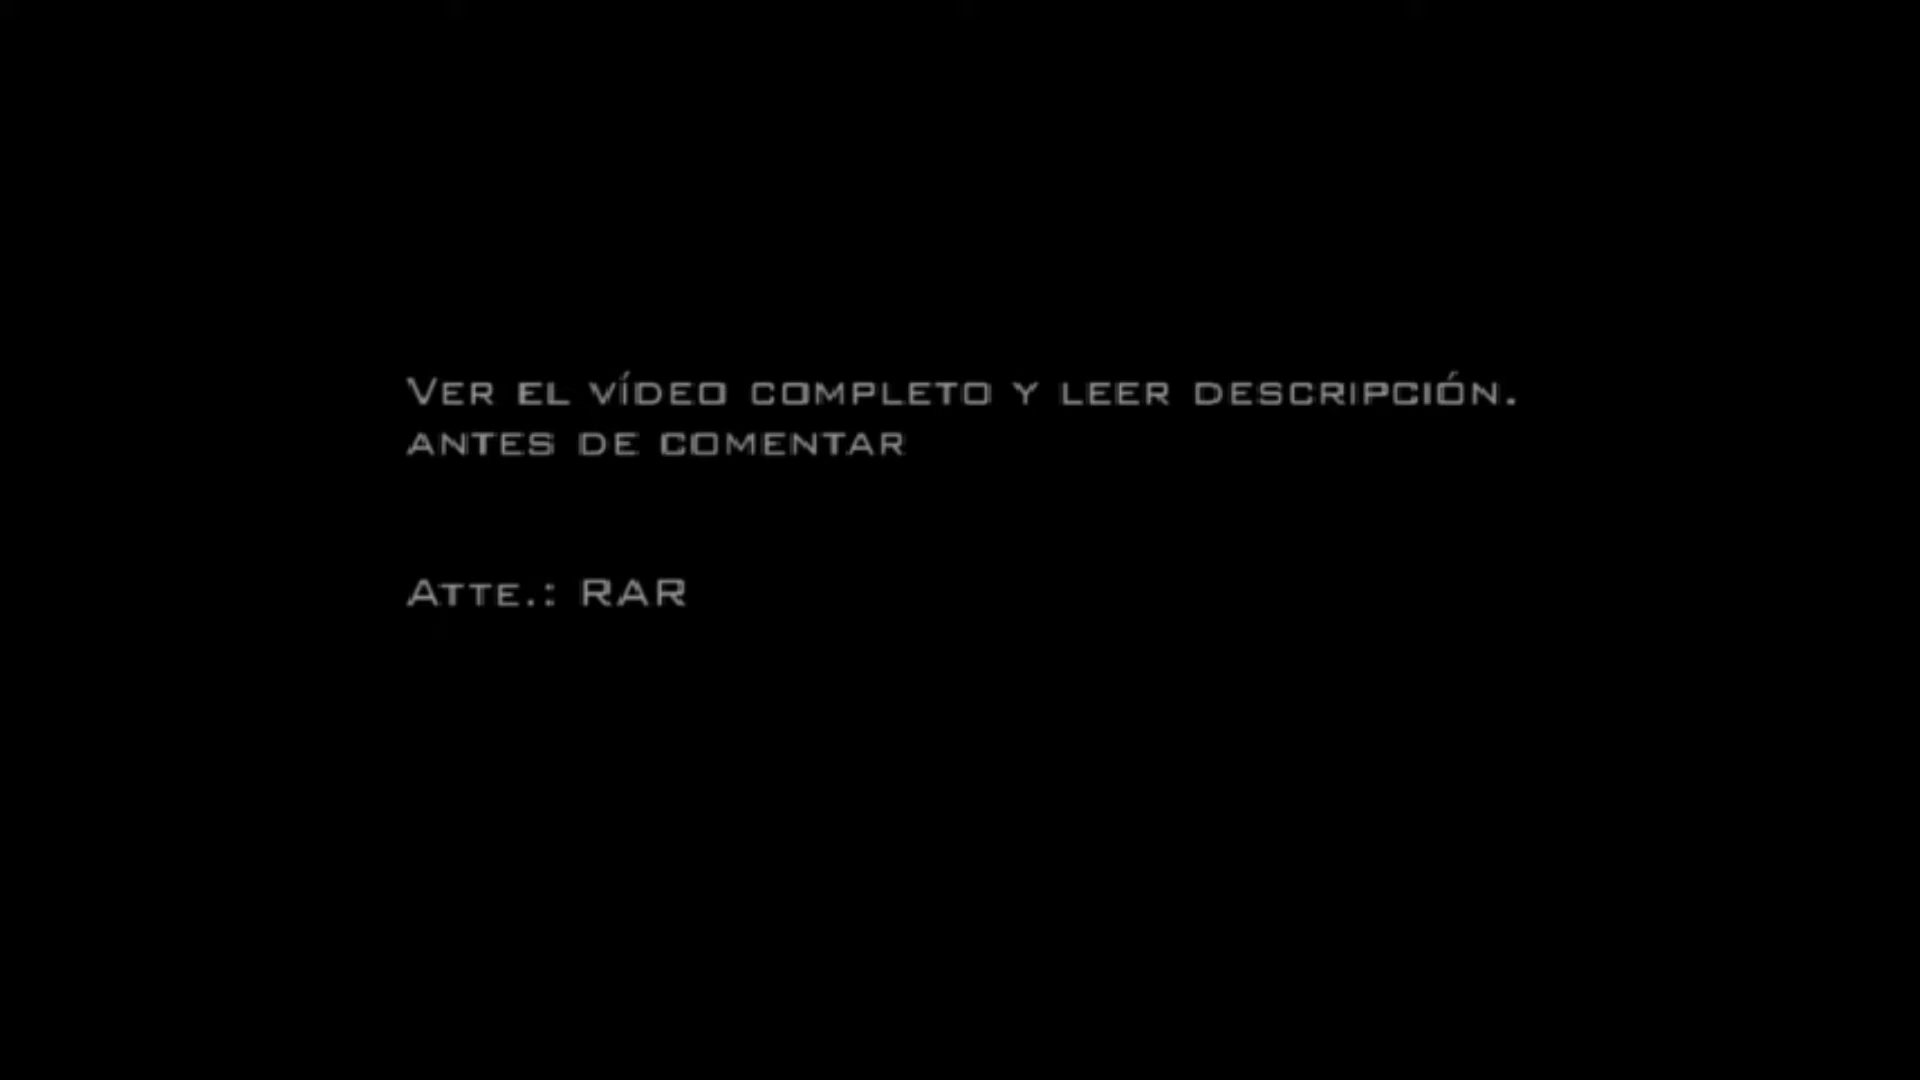 Ver el vídeo completo y leer descripción.
antes de comentar
Atte.: RAR